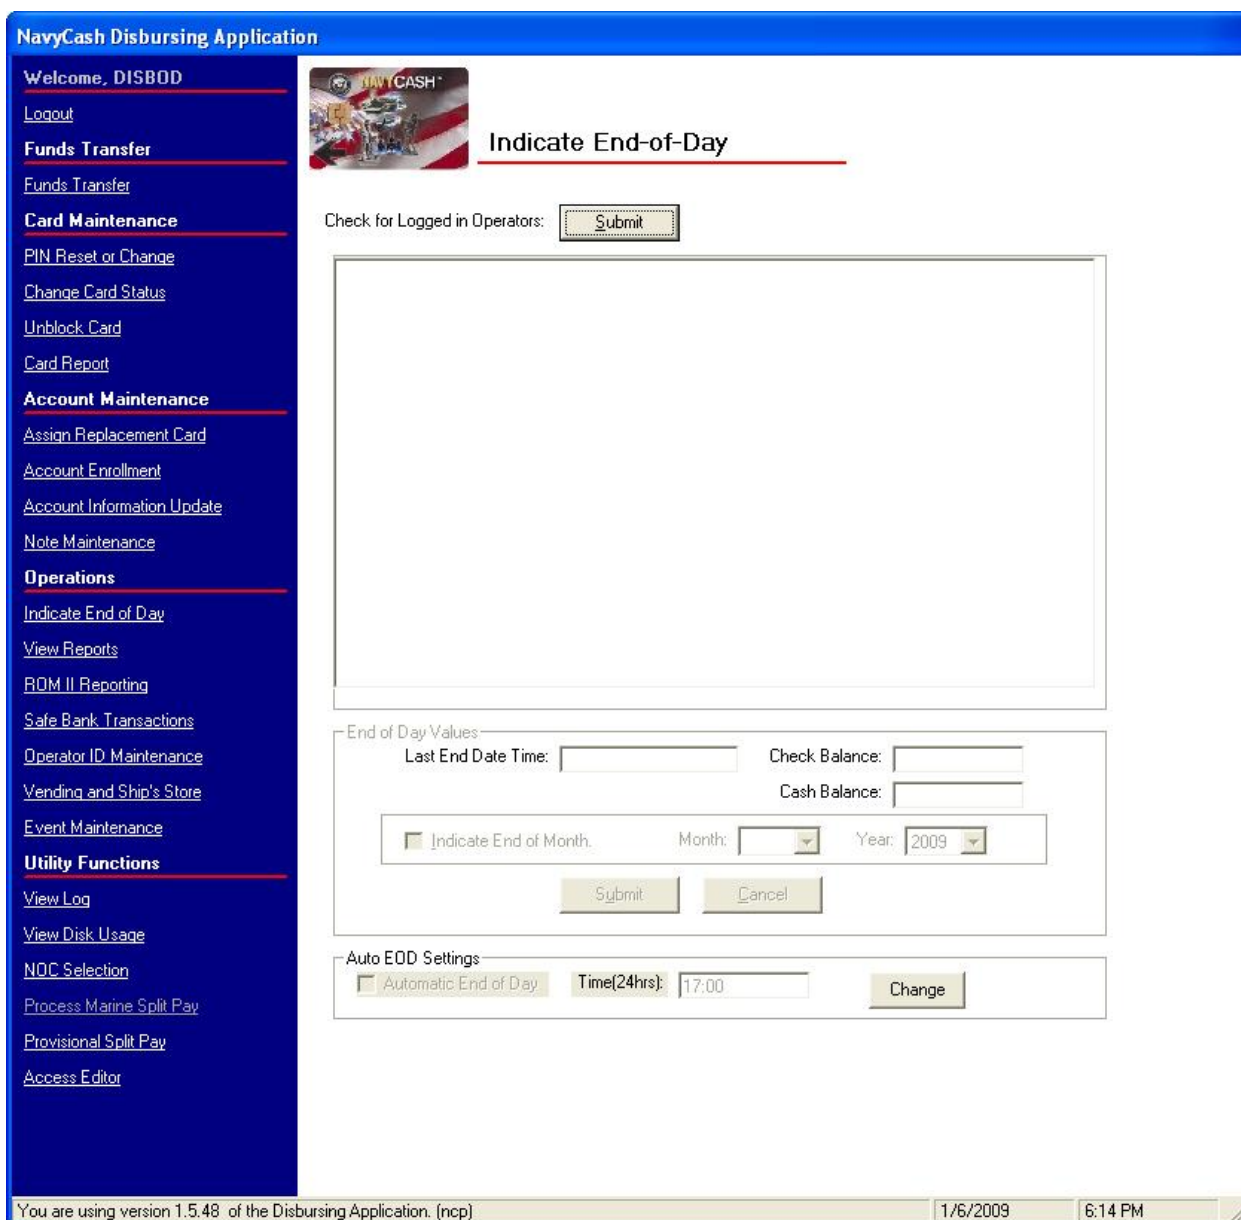 NavyCash Disbursing Application
Welcome, DISBOD
Logout
Funds Transfer
Funds Transfer
Card Maintenance
PIN Reset or Change
Change Card Status
Unblock Card
Card Report
Account Maintenance
Assign Replacement Card
Account Enrollment
Account Information Update
Note Maintenance
Operations
Indicate End of Day
View Reports
ROM II Reporting
Safe Bank Transactions
Operator ID Maintenance
Vending and Ship's Store
Event Maintenance
Utility Functions
View Log
View Disk Usage
NOC Selection
Process Marine Split Pay
Provisional Split Pay
Access Editor
NAVYCASH
Indicate End-of-Day
Check for Logged in Operators: Submit
End of Day Values
Last End Date Time: Check Balance:
Cash Balance:
Indicate End of Month. Month: Year: 2009
Submit Cancel
Auto EOD Settings
Automatic End of Day Time(24hrs): 17:00 Change
You are using version 1.5.48 of the Disbursing Application. (ncp) 1/6/2009 6:14 PM